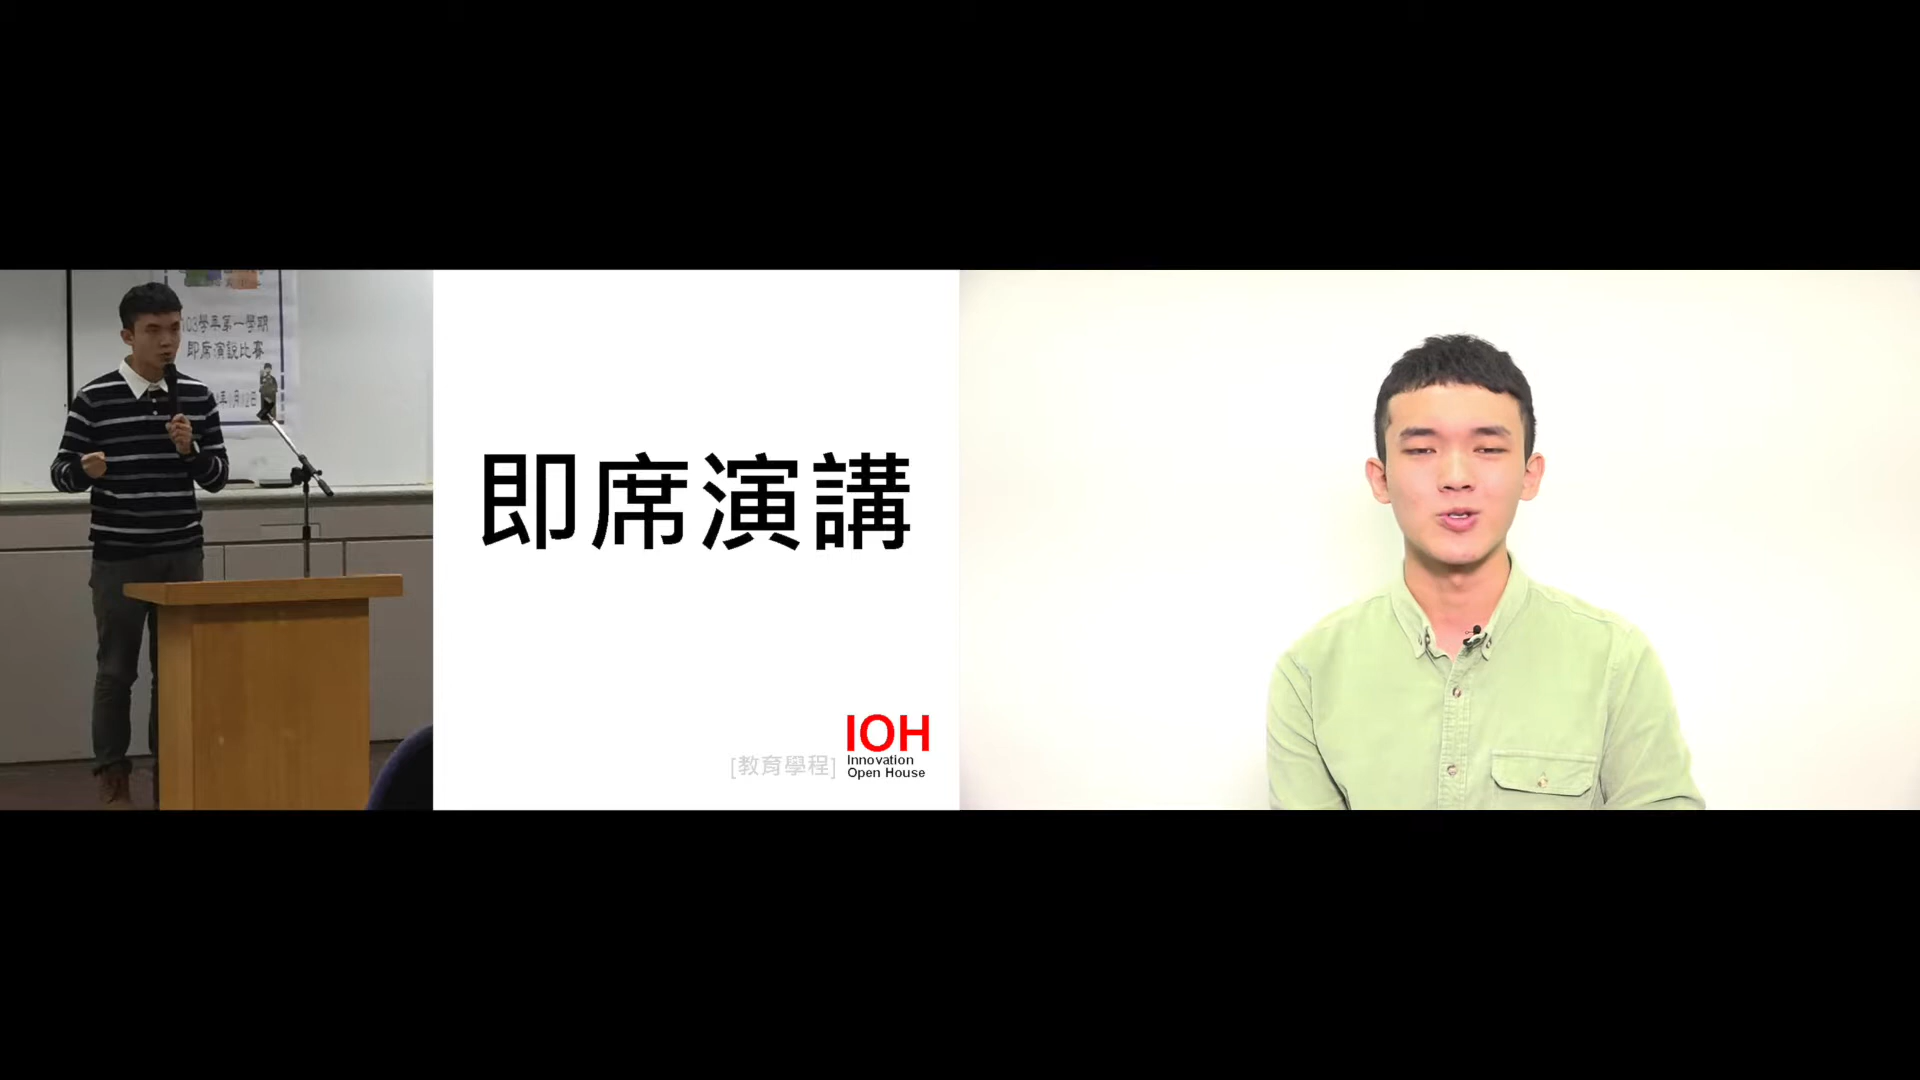 103學年第一學期
即席演說比賽
即席演講
[教育學程]
IOH
Innovation
Open House